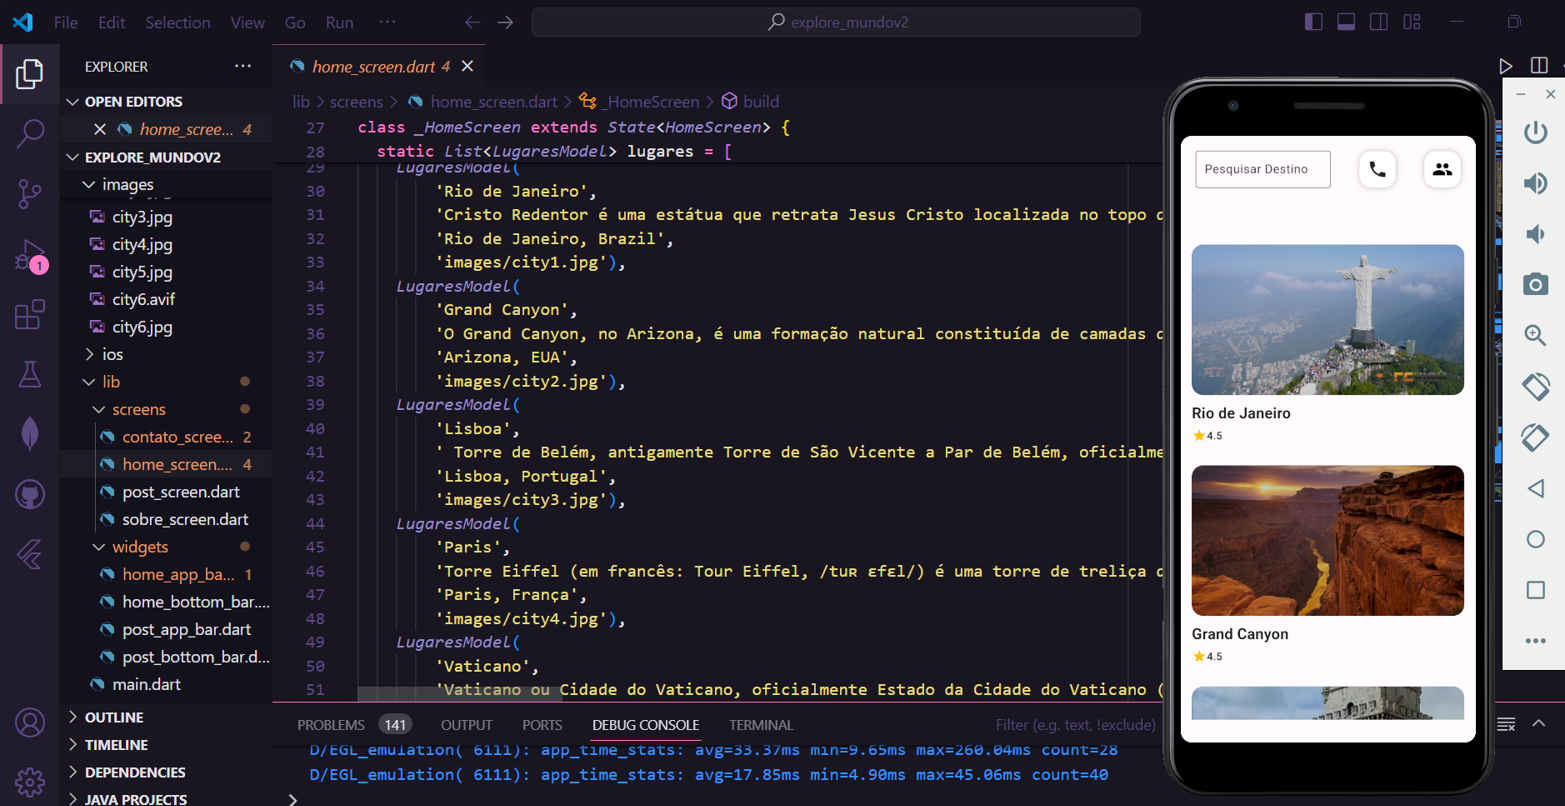 File Edit Selection View Go Run ···
explore_mundov2
EXPLORER
OPEN EDITORS
home_scree... 4
EXPLORE_MUNDOV2
images
city3.jpg
city4.jpg
city5.jpg
city6.avif
city6.jpg
ios
lib
screens
contato_scree... 2
home_screen.... 4
post_screen.dart
sobre_screen.dart
widgets
home_app_ba... 1
home_bottom_bar....
post_app_bar.dart
post_bottom_bar.d...
main.dart
OUTLINE
TIMELINE
DEPENDENCIES
JAVA PROJECTS
1
home_screen.dart 4
lib > screens > home_screen.dart > _HomeScreen > build
27 class _HomeScreen extends State<HomeScreen> {
28 static List<LugaresModel> lugares = [
29 LugaresModel(
30 'Rio de Janeiro',
31 'Cristo Redentor é uma estátua que retrata Jesus Cristo localizada no topo d
32 'Rio de Janeiro, Brazil',
33 'images/city1.jpg'),
34 LugaresModel(
35 'Grand Canyon',
36 'O Grand Canyon, no Arizona, é uma formação natural constituída de camadas d
37 'Arizona, EUA',
38 'images/city2.jpg'),
39 LugaresModel(
40 'Lisboa',
41 ' Torre de Belém, antigamente Torre de São Vicente a Par de Belém, oficialme
42 'Lisboa, Portugal',
43 'images/city3.jpg'),
44 LugaresModel(
45 'Paris',
46 'Torre Eiffel (em francês: Tour Eiffel, /tuʀ ɛfɛl/) é uma torre de treliça d
47 'Paris, França',
48 'images/city4.jpg'),
49 LugaresModel(
50 'Vaticano',
51 'Vaticano ou Cidade do Vaticano, oficialmente Estado da Cidade do Vaticano (
PROBLEMS 141 OUTPUT PORTS DEBUG CONSOLE TERMINAL Filter (e.g. text, !exclude)
D/EGL_emulation( 6111): app_time_stats: avg=33.37ms min=9.65ms max=260.04ms count=28
D/EGL_emulation( 6111): app_time_stats: avg=17.85ms min=4.90ms max=45.06ms count=40
Pesquisar Destino
Rio de Janeiro
4.5
Grand Canyon
4.5